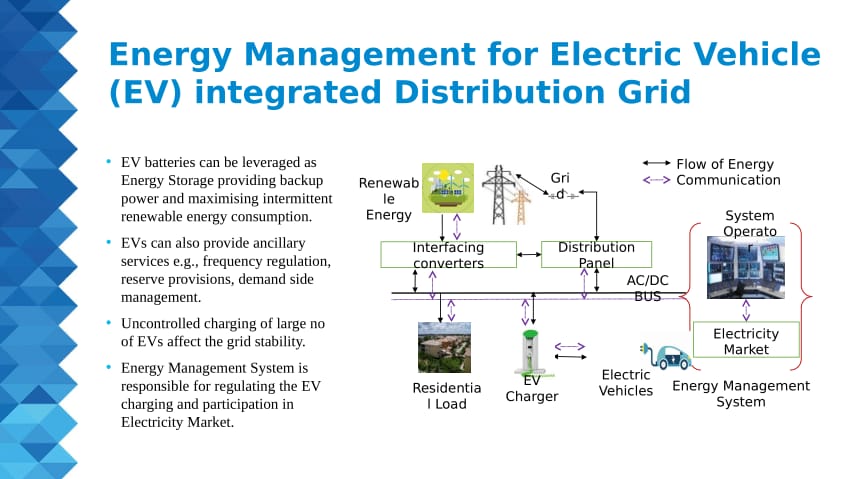 Energy Management for Electric Vehicle
(EV) integrated Distribution Grid
• EV batteries can be leveraged as
Energy Storage providing backup
power and maximising intermittent
renewable energy consumption.
• EVs can also provide ancillary
services e.g., frequency regulation,
reserve provisions, demand side
management.
• Uncontrolled charging of large no
of EVs affect the grid stability.
• Energy Management System is
responsible for regulating the EV
charging and participation in
Electricity Market.
Flow of Energy
Communication
Renewab
le
Energy
Gri
d
System
Operato
r
Interfacing
converters
Distribution
Panel
AC/DC
BUS
Electricity
Market
Residentia
l Load
EV
Charger
Electric
Vehicles
Energy Management
System